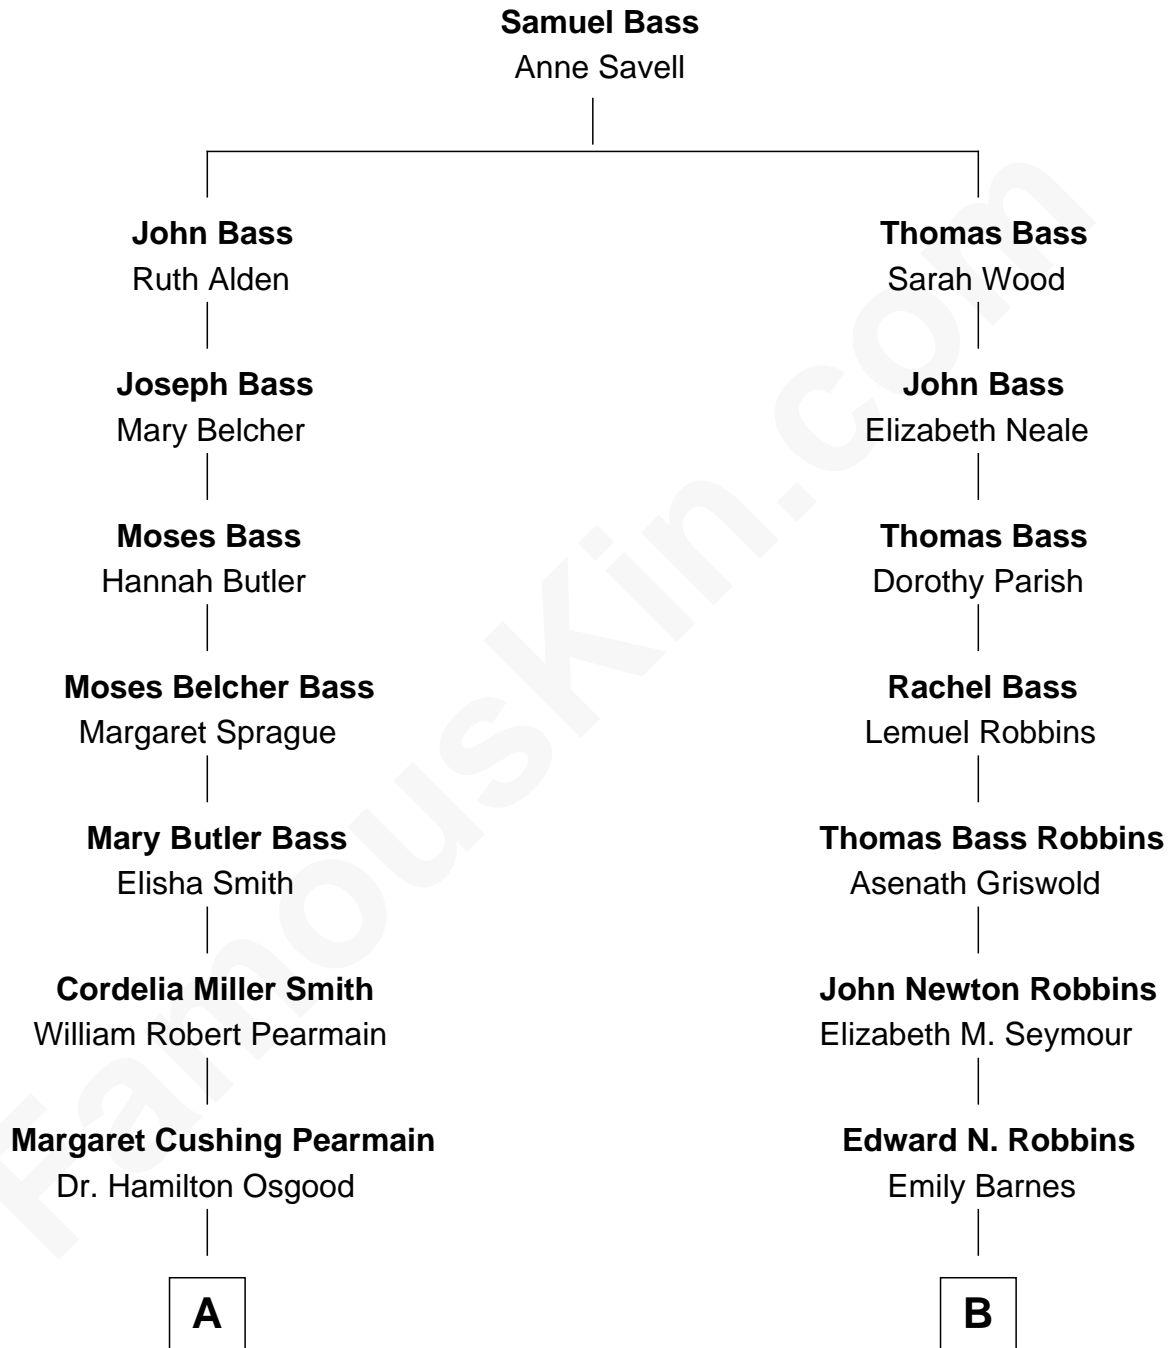 Samuel Bass
Anne Savell
John Bass
Ruth Alden
Thomas Bass
Sarah Wood
Joseph Bass
Mary Belcher
John Bass
Elizabeth Neale
Moses Bass
Hannah Butler
Thomas Bass
Dorothy Parish
Moses Belcher Bass
Margaret Sprague
Rachel Bass
Lemuel Robbins
Mary Butler Bass
Elisha Smith
Thomas Bass Robbins
Asenath Griswold
Cordelia Miller Smith
William Robert Pearmain
John Newton Robbins
Elizabeth M. Seymour
Margaret Cushing Pearmain
Dr. Hamilton Osgood
Edward N. Robbins
Emily Barnes
A
B
FamousKin.com